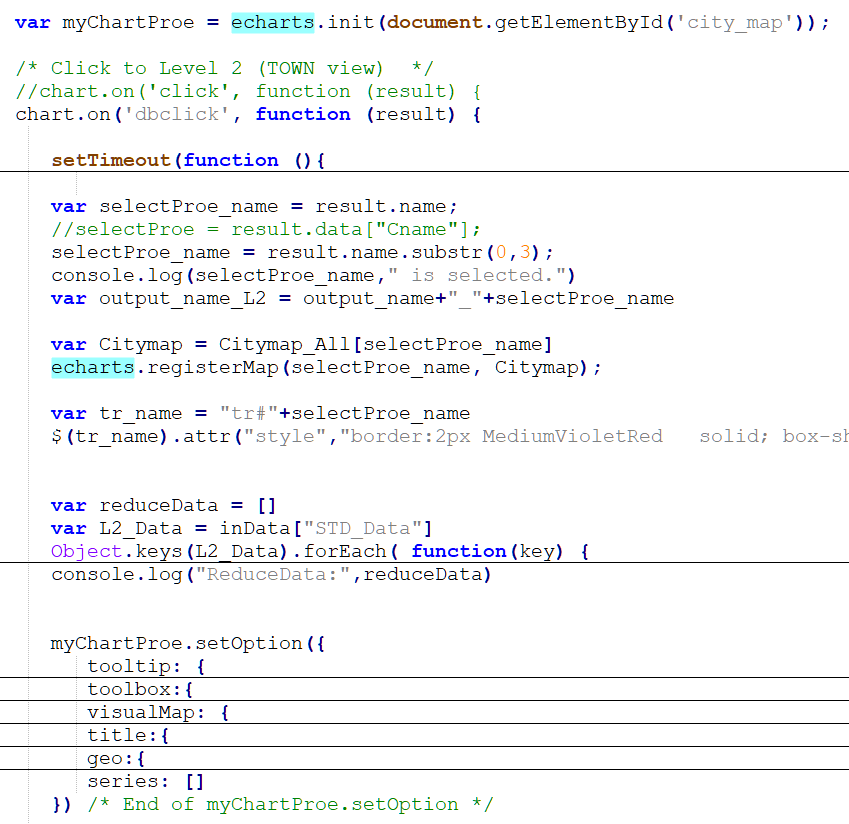 var myChartProe = echarts.init(document.getElementById('city_map'));
/* Click to Level 2 (TOWN view)  */
//chart.on('click', function (result) {
chart.on('dbclick', function (result) {
setTimeout(function (){
var selectProe_name = result.name;
//selectProe = result.data["Cname"];
selectProe_name = result.name.substr(0,3);
console.log(selectProe_name," is selected.")
var output_name_L2 = output_name+"_"+selectProe_name
var Citymap = Citymap_All[selectProe_name]
echarts.registerMap(selectProe_name, Citymap);
var tr_name = "tr#"+selectProe_name
$(tr_name).attr("style","border:2px MediumVioletRed   solid; box-sh
var reduceData = []
var L2_Data = inData["STD_Data"]
Object.keys(L2_Data).forEach( function(key) {
console.log("ReduceData:",reduceData)
myChartProe.setOption({
tooltip: {
toolbox:{
visualMap: {
title:{
geo:{
series: []
}) /* End of myChartProe.setOption */